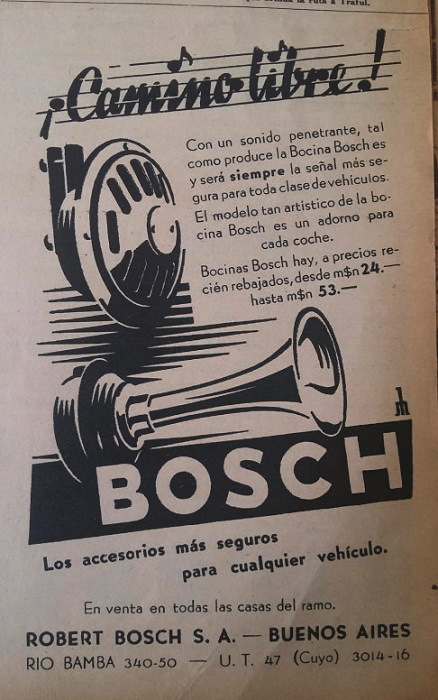 la Ruta a Traful.
¡Camino libre!
Con un sonido penetrante, tal
como produce la Bocina Bosch es
y será siempre la señal más se-
gura para toda clase de vehículos.
El modelo tan artístico de la bo-
cina Bosch es un adorno para
cada coche.
Bocinas Bosch hay, a precios re-
cién rebajados, desde m$n 24.—
hasta m$n 53.—
BOSCH
Los accesorios más seguros
para cualquier vehículo.
En venta en todas las casas del ramo.
ROBERT BOSCH S. A. — BUENOS AIRES
RIO BAMBA 340-50 — U. T. 47 (Cuyo) 3014-16